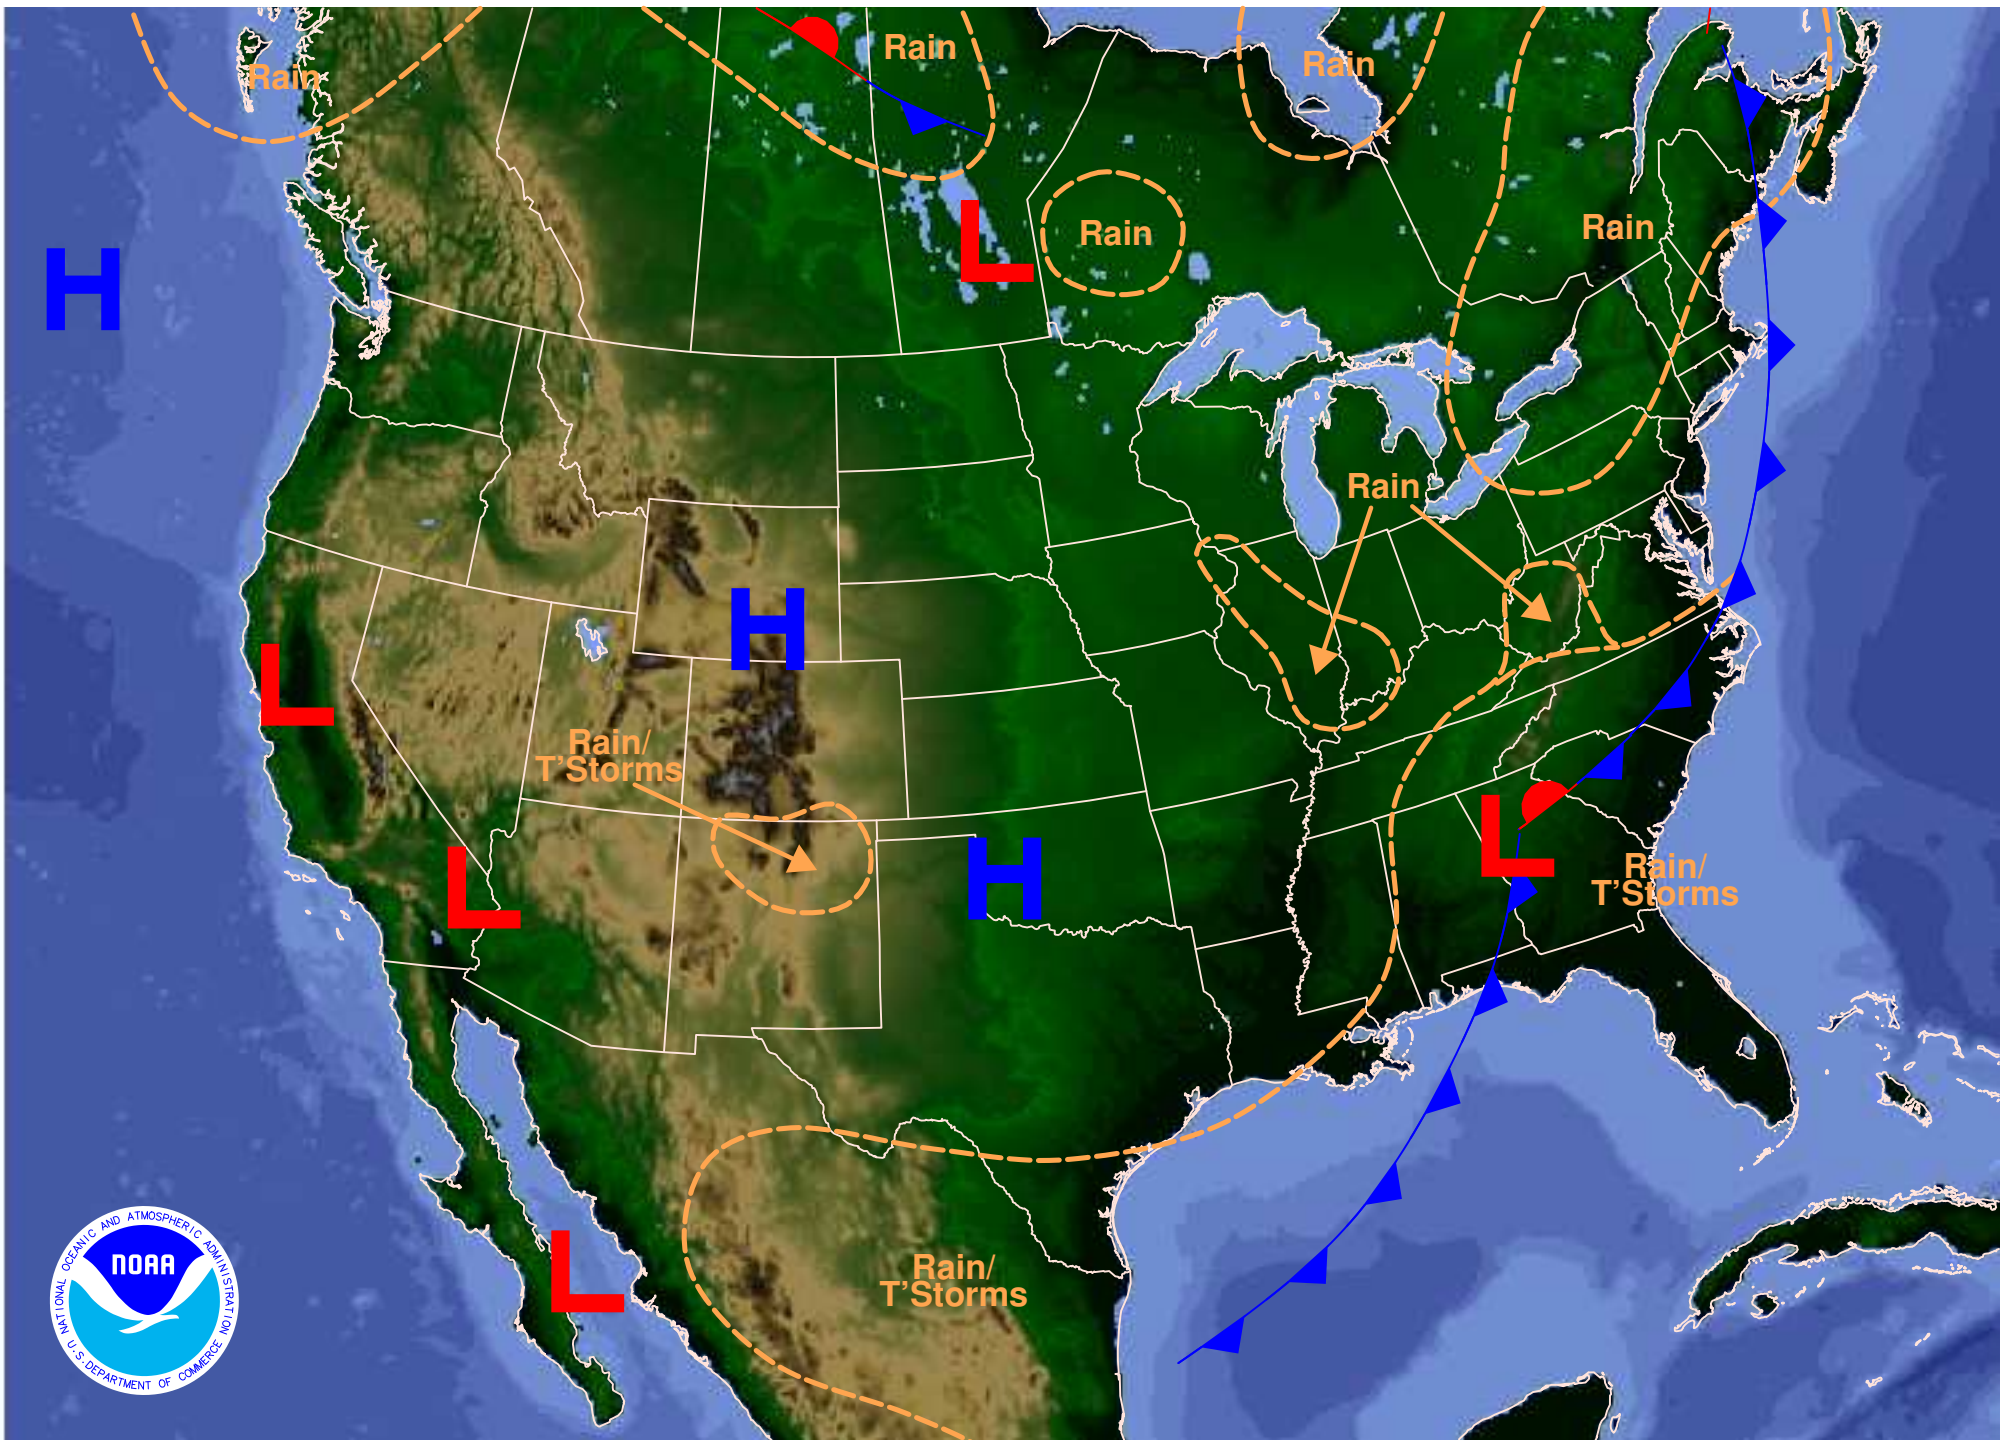 Rain
Rain
Rain
H
L
Rain
Rain
Rain
H
L
Rain/
T'Storms
L
H
L
Rain/
T'Storms
L
Rain/
T'Storms
NATIONAL OCEANIC AND ATMOSPHERIC ADMINISTRATION
NOAA
U.S. DEPARTMENT OF COMMERCE